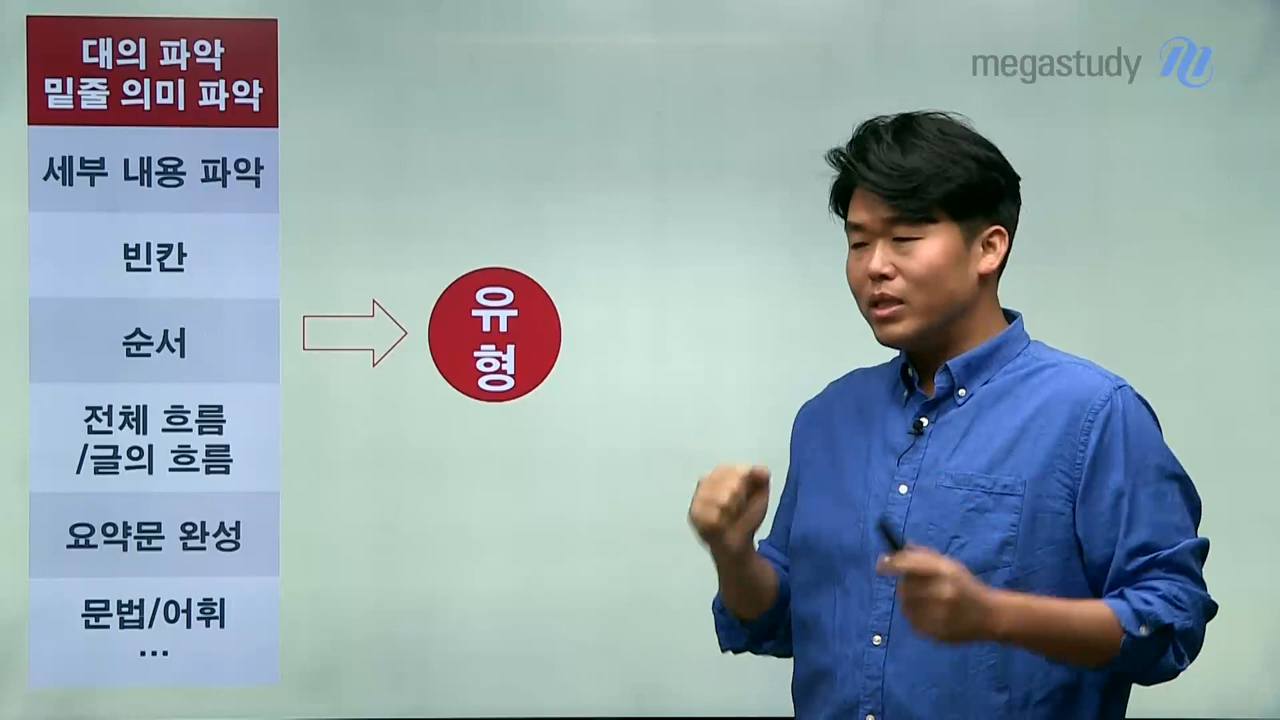 대의 파악
밑줄 의미 파악
세부 내용 파악
빈칸
순서
전체 흐름
/글의 흐름
요약문 완성
문법/어휘
...
유
형
megastudy